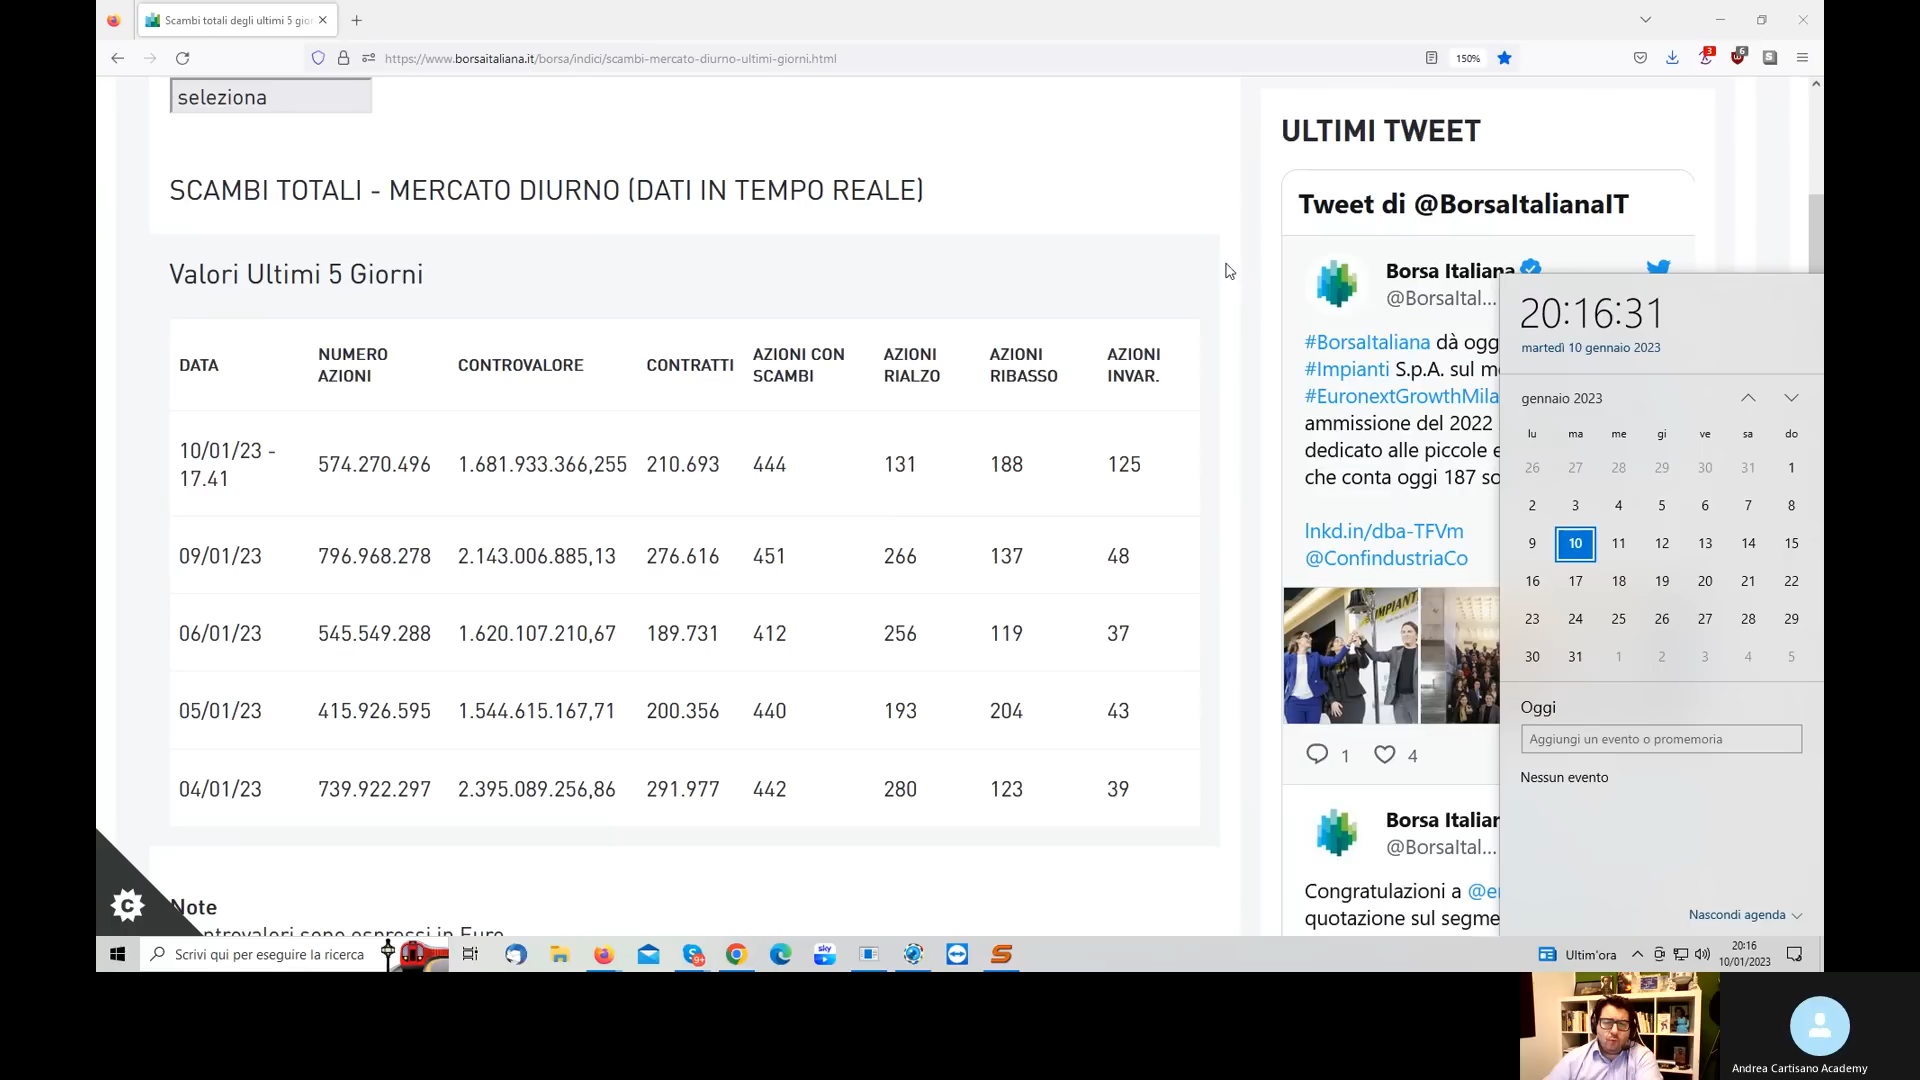 Scambi totali degli ultimi 5 gior
https://www.borsaitaliana.it/borsa/indici/scambi-mercato-diurno-ultimi-giorni.html
150%
3
6
S
seleziona
SCAMBI TOTALI - MERCATO DIURNO (DATI IN TEMPO REALE)
Valori Ultimi 5 Giorni
DATA NUMERO AZIONI CONTROVALORE CONTRATTI AZIONI CON SCAMBI AZIONI RIALZO AZIONI RIBASSO AZIONI INVAR.
10/01/23 - 17.41 574.270.496 1.681.933.366,255 210.693 444 131 188 125
09/01/23 796.968.278 2.143.006.885,13 276.616 451 266 137 48
06/01/23 545.549.288 1.620.107.210,67 189.731 412 256 119 37
05/01/23 415.926.595 1.544.615.167,71 200.356 440 193 204 43
04/01/23 739.922.297 2.395.089.256,86 291.977 442 280 123 39
Note
ntrovalori sono espressi in Euro
C
ULTIMI TWEET
Tweet di @BorsaItalianaIT
Borsa Italiana
@BorsaItal...
#BorsaItaliana dà ogg
#Impianti S.p.A. sul m
#EuronextGrowthMila
ammissione del 2022
dedicato alle piccole e
che conta oggi 187 so
lnkd.in/dba-TFVm
@ConfindustriaCo
IMPIANTI
1 4
Borsa Italian
@BorsaItal...
Congratulazioni a @e
quotazione sul segme
20:16:31
martedì 10 gennaio 2023
gennaio 2023
lu ma me gi ve sa do
26 27 28 29 30 31 1
2 3 4 5 6 7 8
9 10 11 12 13 14 15
16 17 18 19 20 21 22
23 24 25 26 27 28 29
30 31 1 2 3 4 5
Oggi
Aggiungi un evento o promemoria
Nessun evento
Nascondi agenda
Scrivi qui per eseguire la ricerca
9+
sky
Ultim'ora
20:16
10/01/2023
Andrea Cartisano Academy